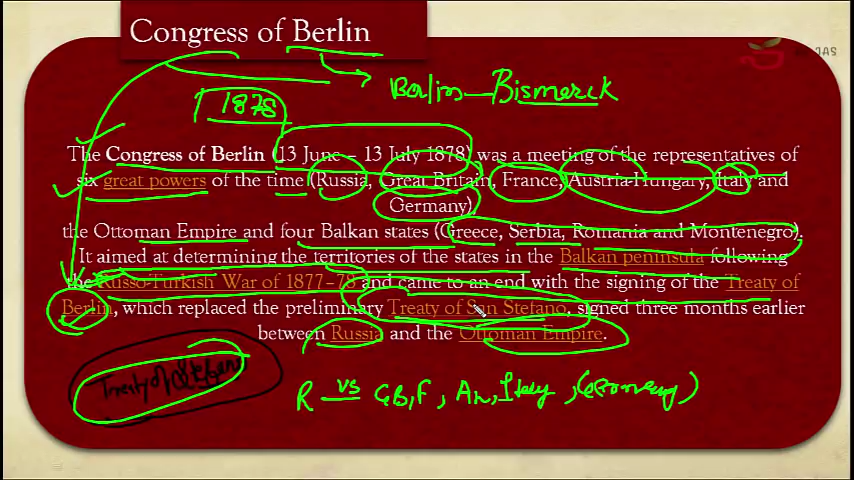 Congress of Berlin
JAS
Berlin — Bismarck
1878
The Congress of Berlin (13 June – 13 July 1878) was a meeting of the representatives of
six great powers of the time (Russia, Great Britain, France, Austria-Hungary, Italy and
Germany),
the Ottoman Empire and four Balkan states (Greece, Serbia, Romania and Montenegro).
It aimed at determining the territories of the states in the Balkan peninsula following
the Russo-Turkish War of 1877–78 and came to an end with the signing of the Treaty of
Berlin, which replaced the preliminary Treaty of San Stefano, signed three months earlier
between Russia and the Ottoman Empire.
Treaty of
R vs GB, F, Italy, Germany)